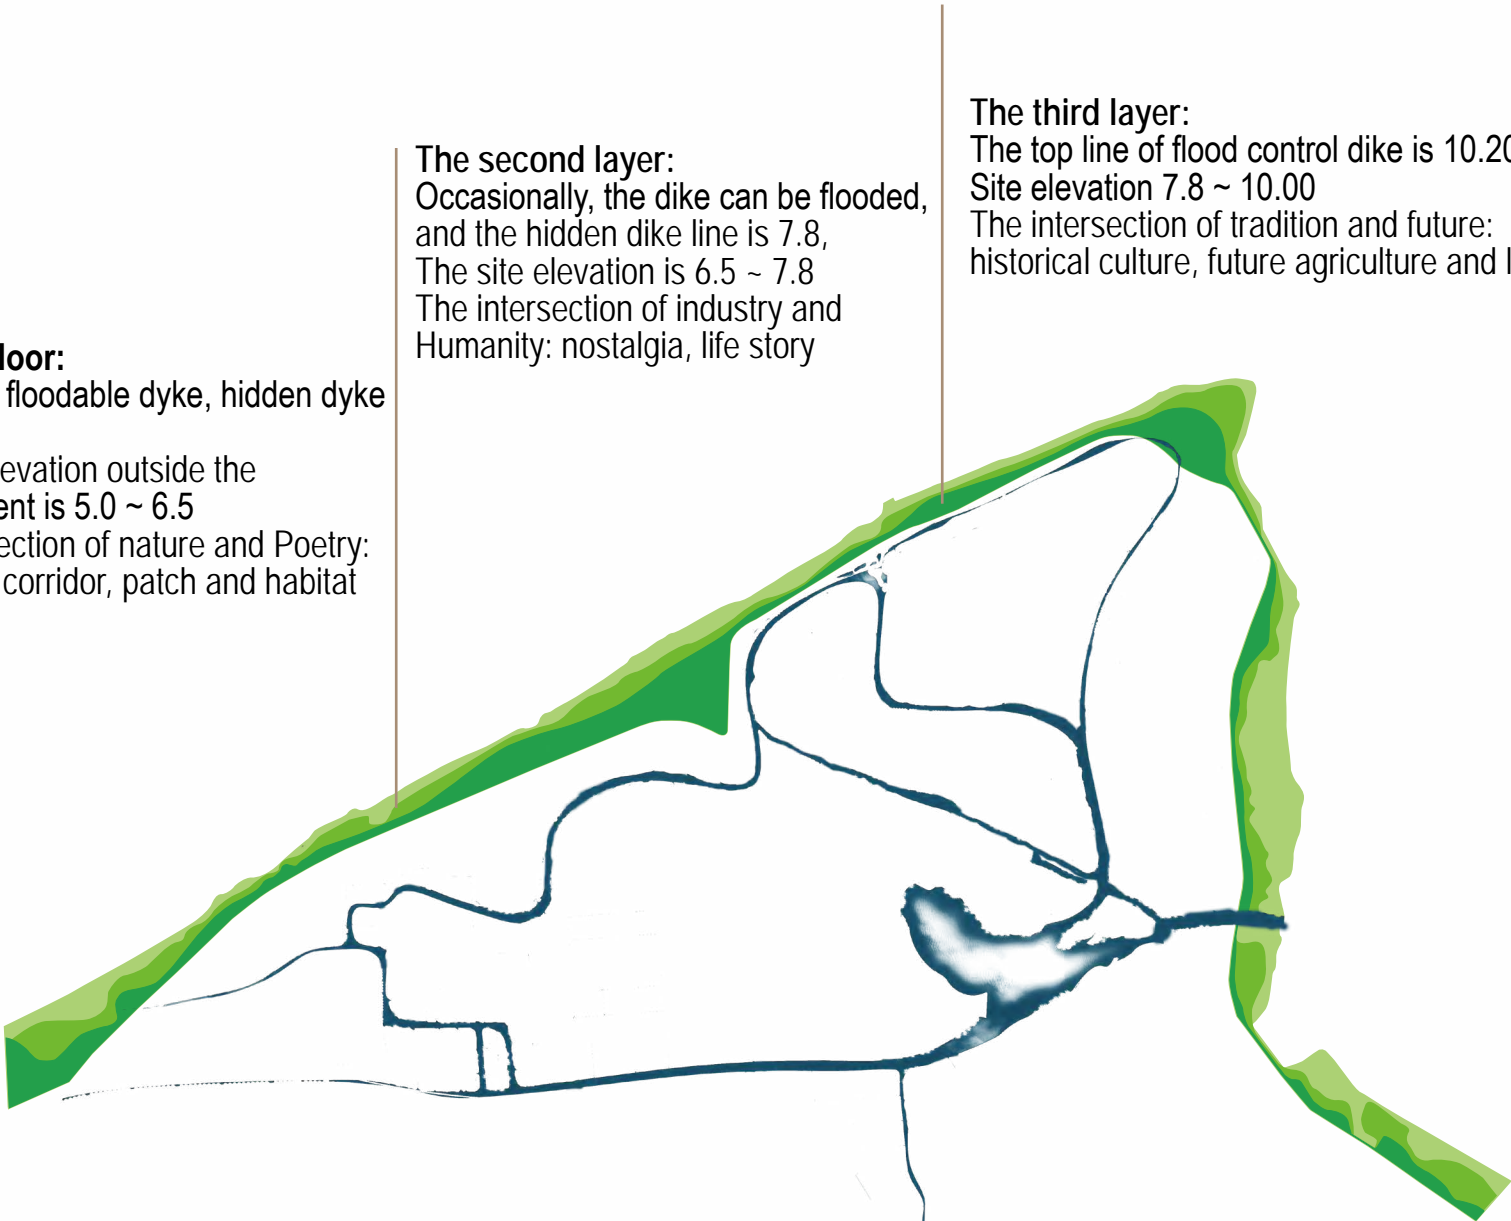 The third layer:
The top line of flood control dike is 10.20
Site elevation 7.8 ~ 10.00
The intersection of tradition and future:
historical culture, future agriculture and
The second layer:
Occasionally, the dike can be flooded,
and the hidden dike line is 7.8,
The site elevation is 6.5 ~ 7.8
The intersection of industry and
Humanity: nostalgia, life story
loor:
floodable dyke, hidden dyke
evation outside the
ent is 5.0 ~ 6.5
ection of nature and Poetry:
corridor, patch and habitat